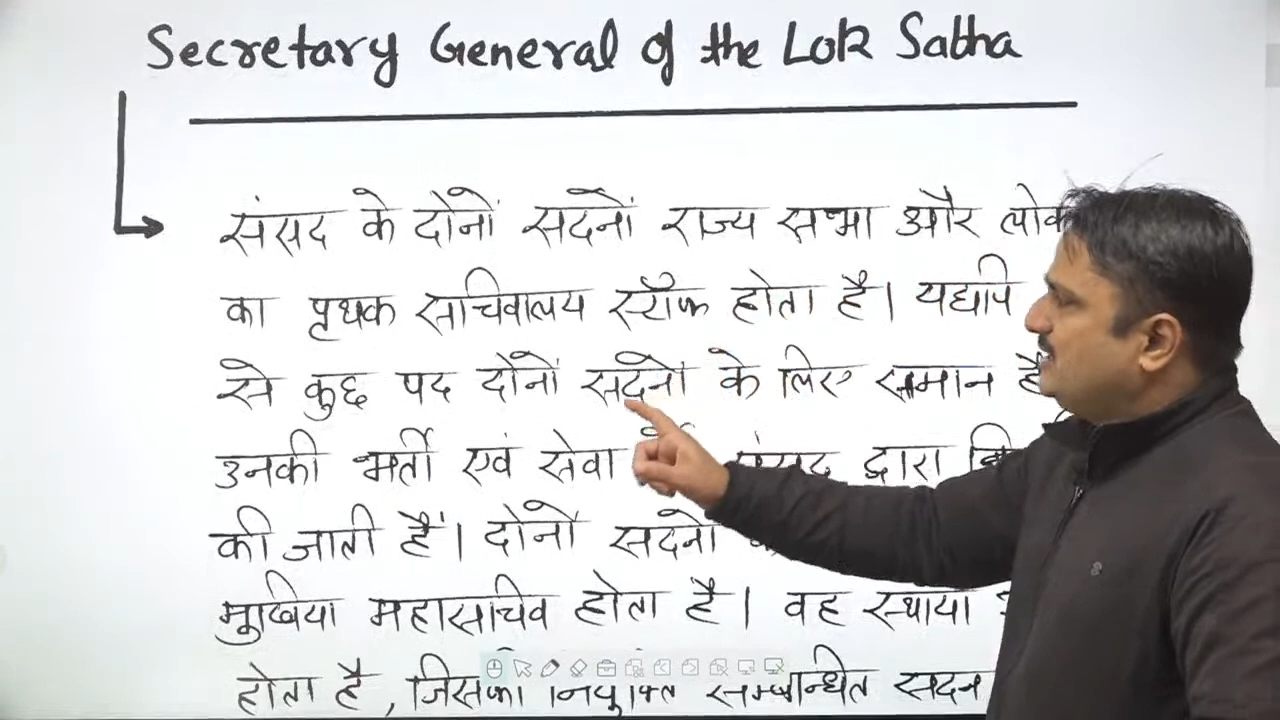 Secretary General of the Lok Sabha
संसद के दोनों सदनों राज्य सभा और लोक
का पृथक सचिवालय स्टॉफ होता है। यद्यपि
से कुछ पद दोनों सदनों के लिए समान है
उनकी भर्ती एवं सेवा संसद द्वारा
की जाती हैं। दोनों सदनों
मुखिया महासचिव होता है। वह स्थायी
होता है, जिसकी नियुक्ति सम्बन्धित सदन